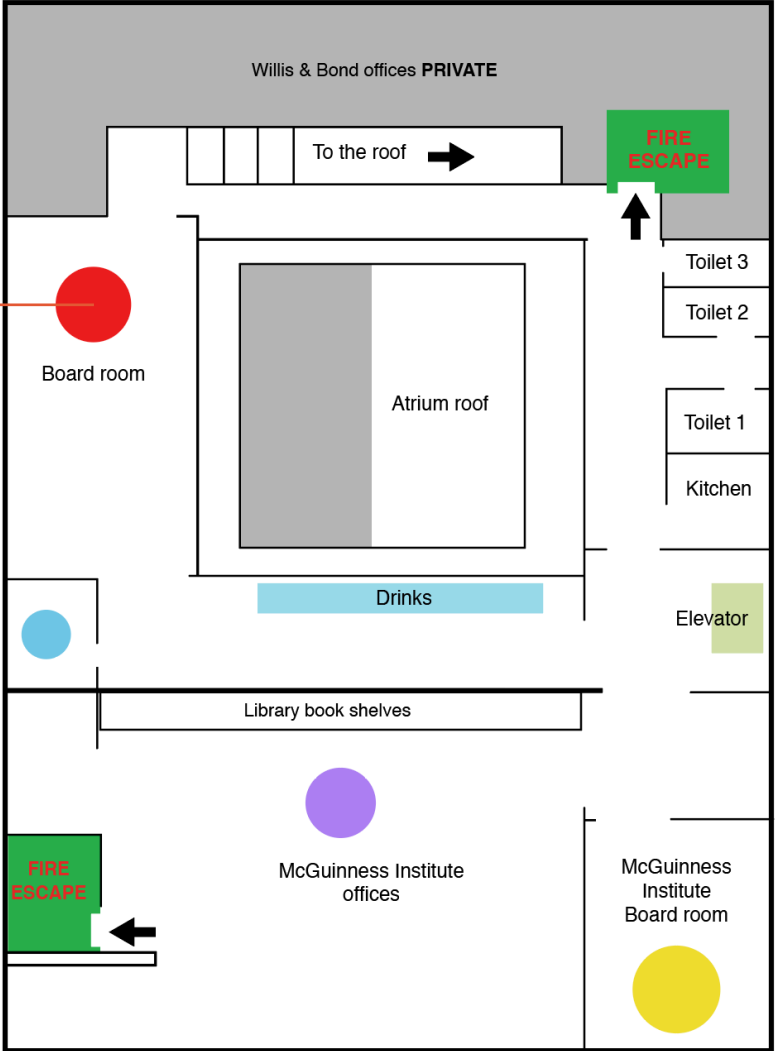 Willis & Bond offices PRIVATE
To the roof
FIRE
ESCAPE
Toilet 3
Toilet 2
Board room
Atrium roof
Toilet 1
Kitchen
Drinks
Elevator
Library book shelves
McGuinness Institute
offices
McGuinness
Institute
Board room
FIRE
ESCAPE